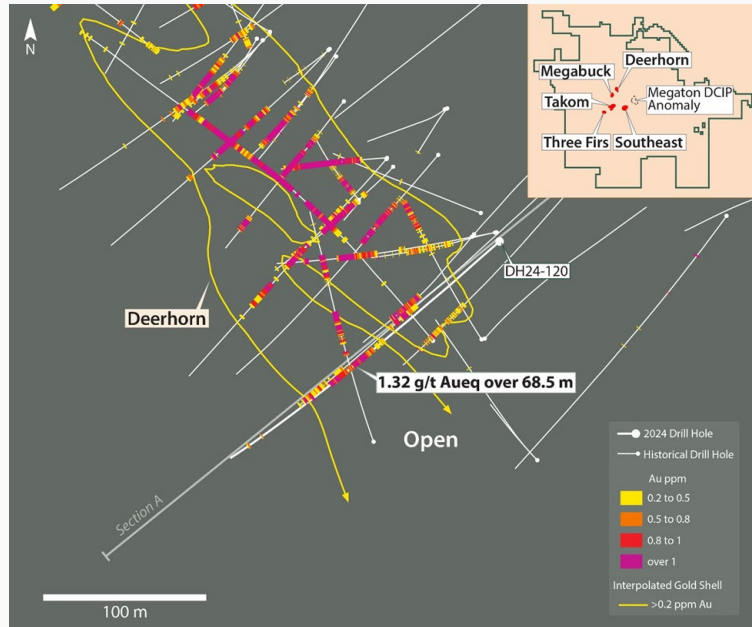 N
Megabuck
Deerhorn
Takom
Megaton DCIP
Anomaly
Three Firs
Southeast
DH24-120
Deerhorn
1.32 g/t Aueq over 68.5 m
Open
Section A
100 m
2024 Drill Hole
Historical Drill Hole
Au ppm
0.2 to 0.5
0.5 to 0.8
0.8 to 1
over 1
Interpolated Gold Shell
>0.2 ppm Au